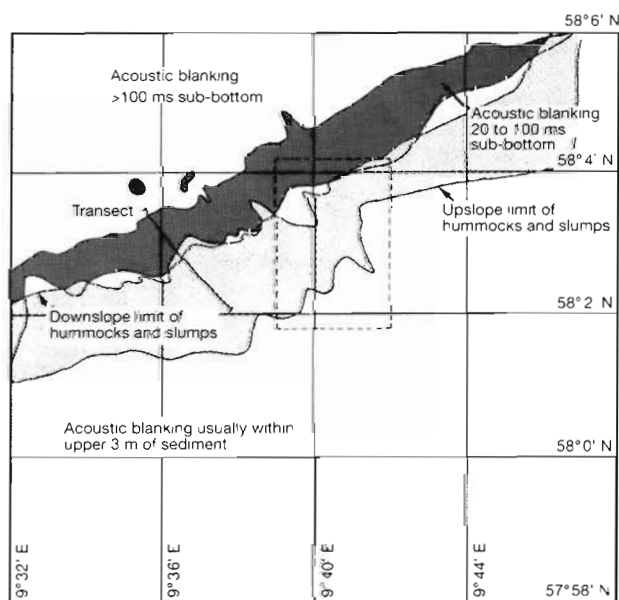 58°6' N
Acoustic blanking
>100 ms sub-bottom
Acoustic blanking
20 to 100 ms
sub-bottom
58°4' N
Transect
Upslope limit of
hummocks and slumps
58°2' N
Downslope limit of
hummocks and slumps
Acoustic blanking usually within
upper 3 m of sediment
58°0' N
9°32' E
9°36' E
9°40' E
9°44' E
57°58' N